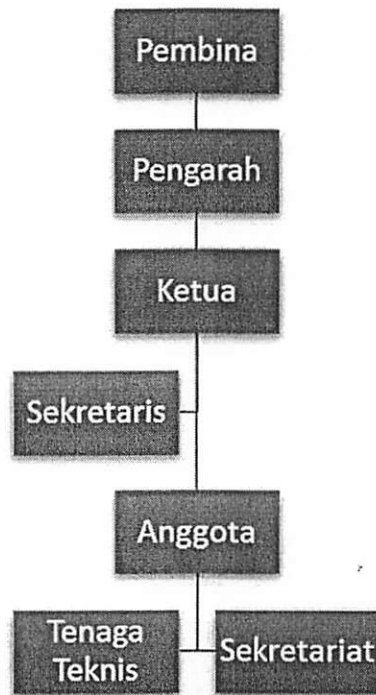 Pembina
Pengarah
Ketua
Sekretaris
Anggota
Tenaga
Teknis
Sekretariat